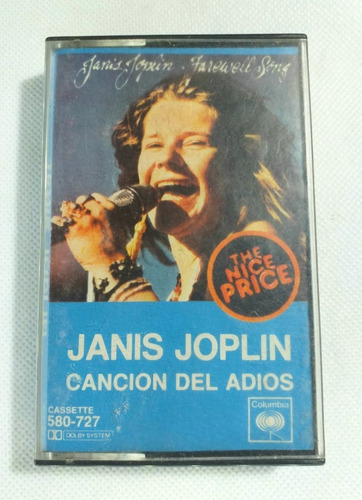 Janis Joplin . Farewell Song
THE
NICE
PRICE
JANIS JOPLIN
CANCION DEL ADIOS
CASSETTE
580-727
DOLBY SYSTEM
Columbia